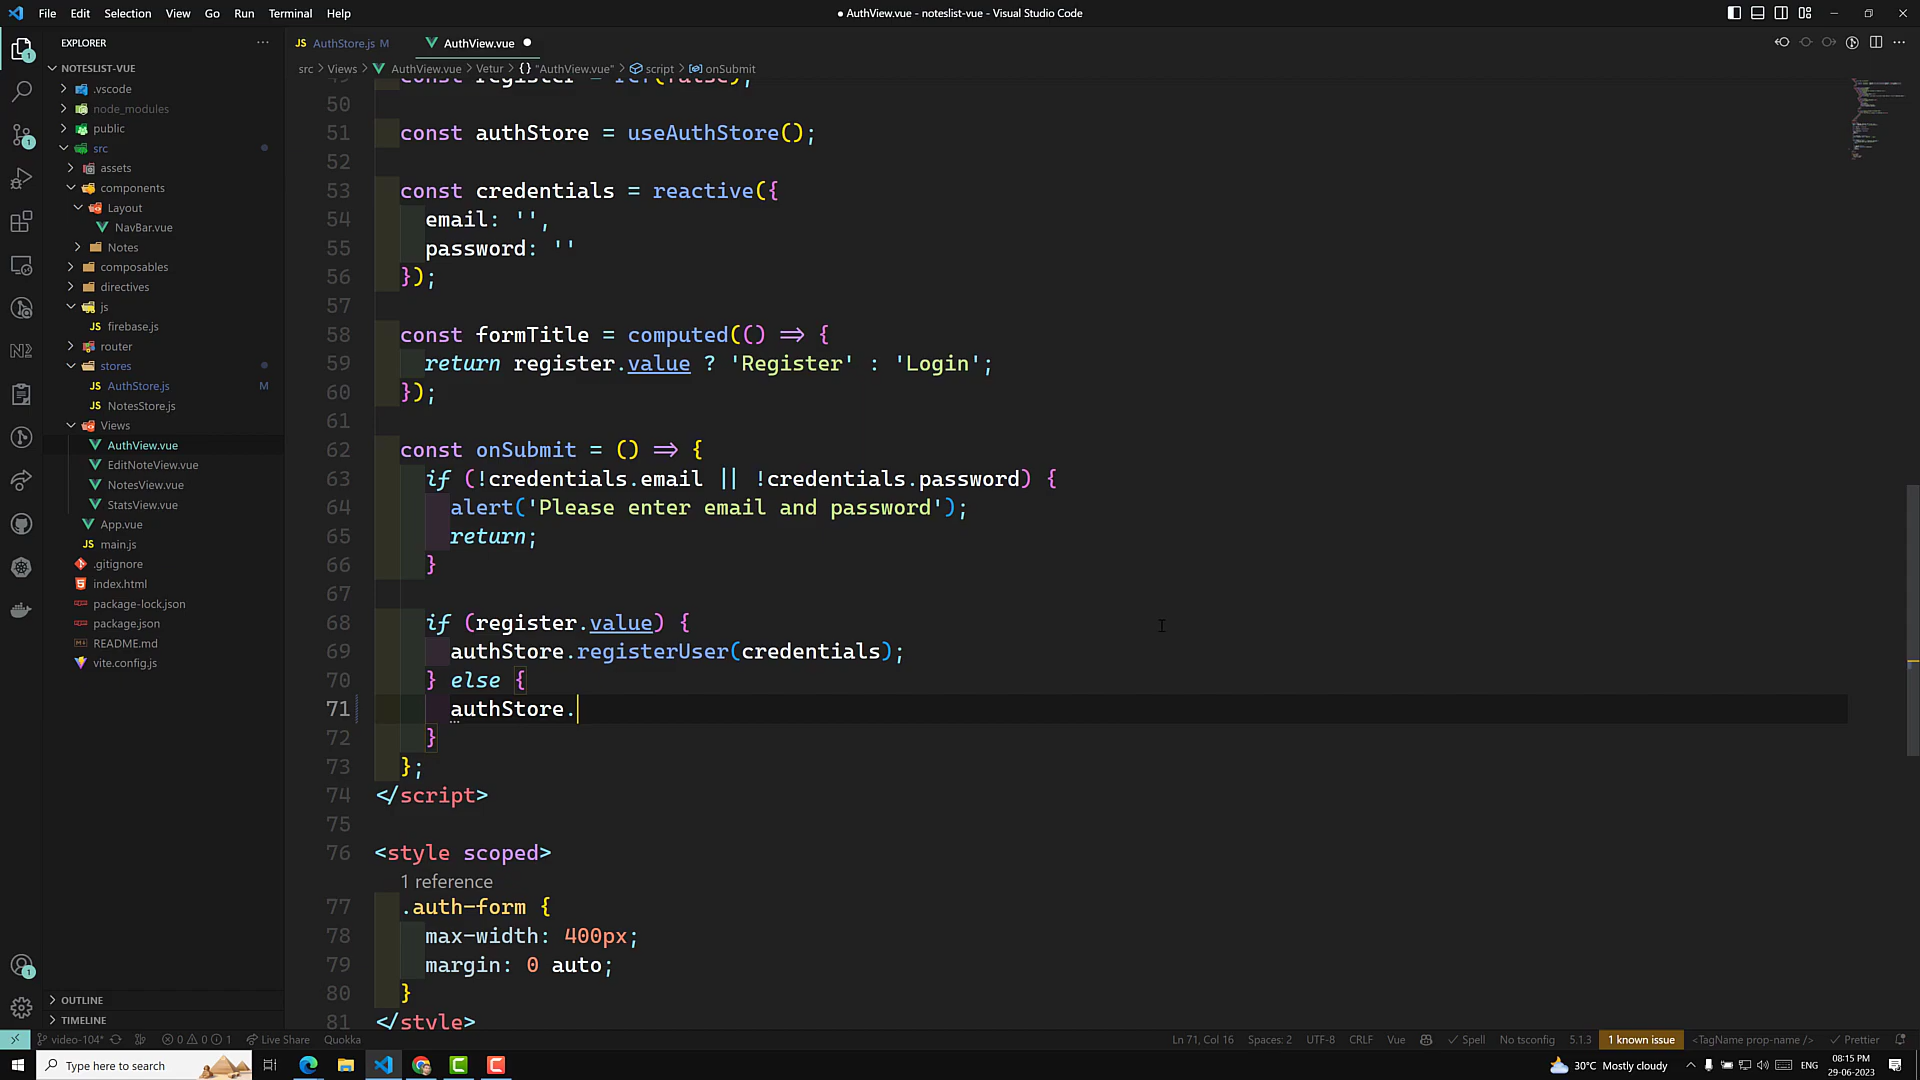 File Edit Selection View Go Run Terminal Help
● AuthView.vue - noteslist-vue - Visual Studio Code
EXPLORER
NOTESLIST-VUE
.vscode
node_modules
public
src
assets
components
Layout
NavBar.vue
Notes
composables
directives
js
firebase.js
router
stores
AuthStore.js M
NotesStore.js
Views
AuthView.vue
EditNoteView.vue
NotesView.vue
StatsView.vue
App.vue
main.js
.gitignore
index.html
package-lock.json
package.json
README.md
vite.config.js
OUTLINE
TIMELINE
JS AuthStore.js M AuthView.vue ●
src > Views > AuthView.vue > Vetur > {} "AuthView.vue" > script > onSubmit
49 const register = ref(false);
50
51 const authStore = useAuthStore();
52
53 const credentials = reactive({
54 email: '',
55 password: ''
56 });
57
58 const formTitle = computed(() => {
59 return register.value ? 'Register' : 'Login';
60 });
61
62 const onSubmit = () => {
63 if (!credentials.email || !credentials.password) {
64 alert('Please enter email and password');
65 return;
66 }
67
68 if (register.value) {
69 authStore.registerUser(credentials);
70 } else {
71 authStore.
72 }
73 };
74 </script>
75
76 <style scoped>
1 reference
77 .auth-form {
78 max-width: 400px;
79 margin: 0 auto;
80 }
81 </style>
video-104* 0 0 1 Live Share Quokka
Ln 71, Col 16 Spaces: 2 UTF-8 CRLF Vue Spell No tsconfig 5.1.3 1 known issue <TagName prop-name /> Prettier
Type here to search
30°C Mostly cloudy ENG 08:15 PM
29-06-2023